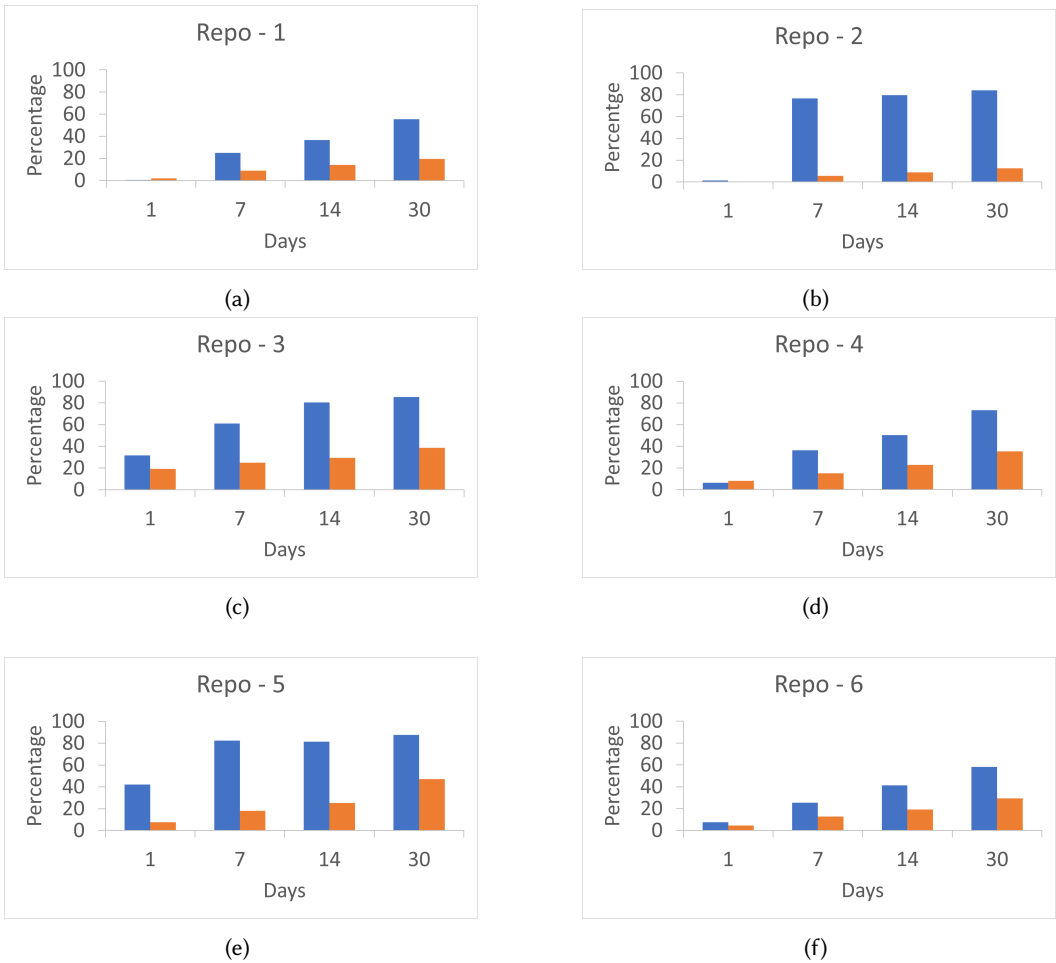 Repo - 1
Percentage
100
80
60
40
20
0
1 7 14 30
Days
(a)
Repo - 2
Percentge
100
80
60
40
20
0
1 7 14 30
Days
(b)
Repo - 3
Percentage
100
80
60
40
20
0
1 7 14 30
Days
(c)
Repo - 4
Percentage
100
80
60
40
20
0
1 7 14 30
Days
(d)
Repo - 5
Percentage
100
80
60
40
20
0
1 7 14 30
Days
(e)
Repo - 6
Percentage
100
80
60
40
20
0
1 7 14 30
Days
(f)